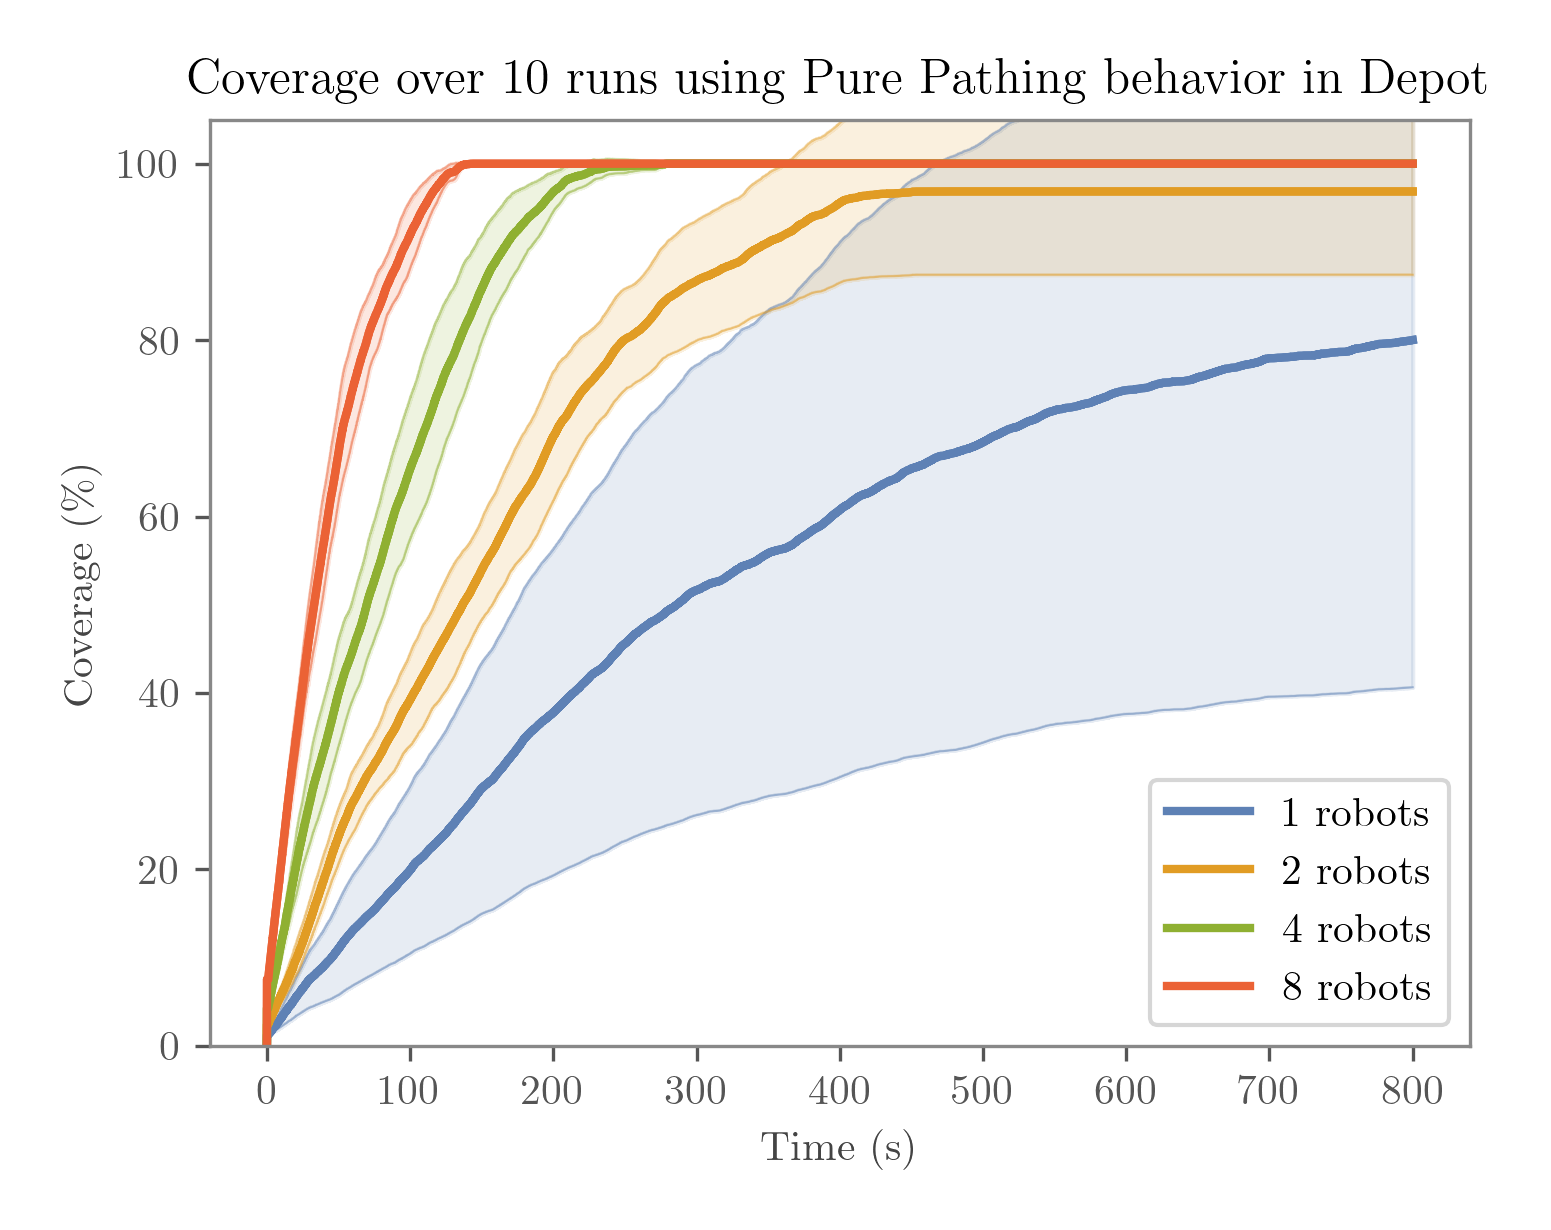 Coverage over 10 runs using Pure Pathing behavior in Depot
100
80
60
40
20
0
Coverage (%)
0 100 200 300 400 500 600 700 800
Time (s)
1 robots
2 robots
4 robots
8 robots